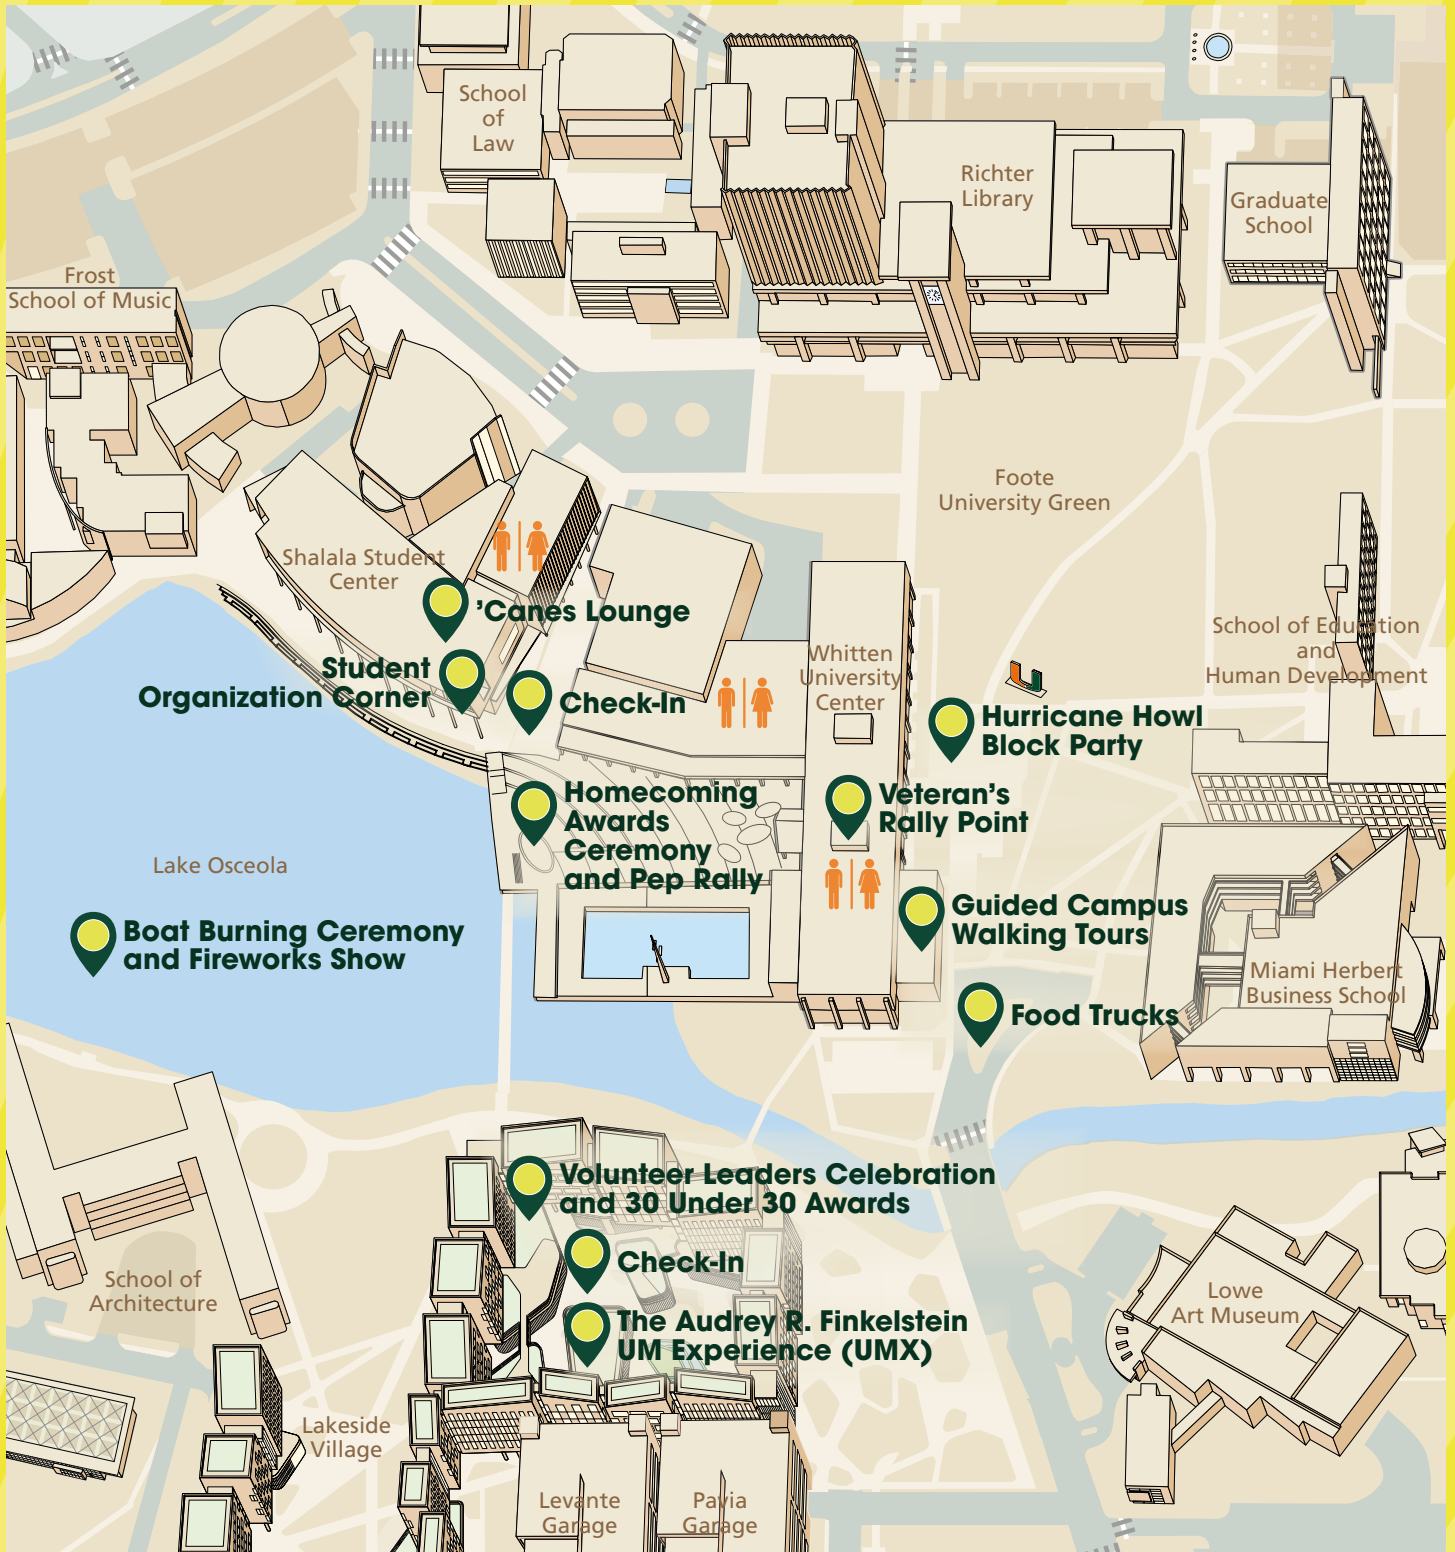 School
of
Law
Richter
Library
Graduate
School
Frost
School of Music
Foote
University Green
Shalala Student
Center
’Canes Lounge
School of Education
and
Human Development
Student
Organization Corner
Check-In
Whitten
University
Center
Hurricane Howl
Block Party
Homecoming
Awards
Ceremony
and Pep Rally
Veteran’s
Rally Point
Lake Osceola
Boat Burning Ceremony
and Fireworks Show
Guided Campus
Walking Tours
Miami Herbert
Business School
Food Trucks
Volunteer Leaders Celebration
and 30 Under 30 Awards
Check-In
The Audrey R. Finkelstein
UM Experience (UMX)
School of
Architecture
Lowe
Art Museum
Lakeside
Village
Levante
Garage
Pavia
Garage